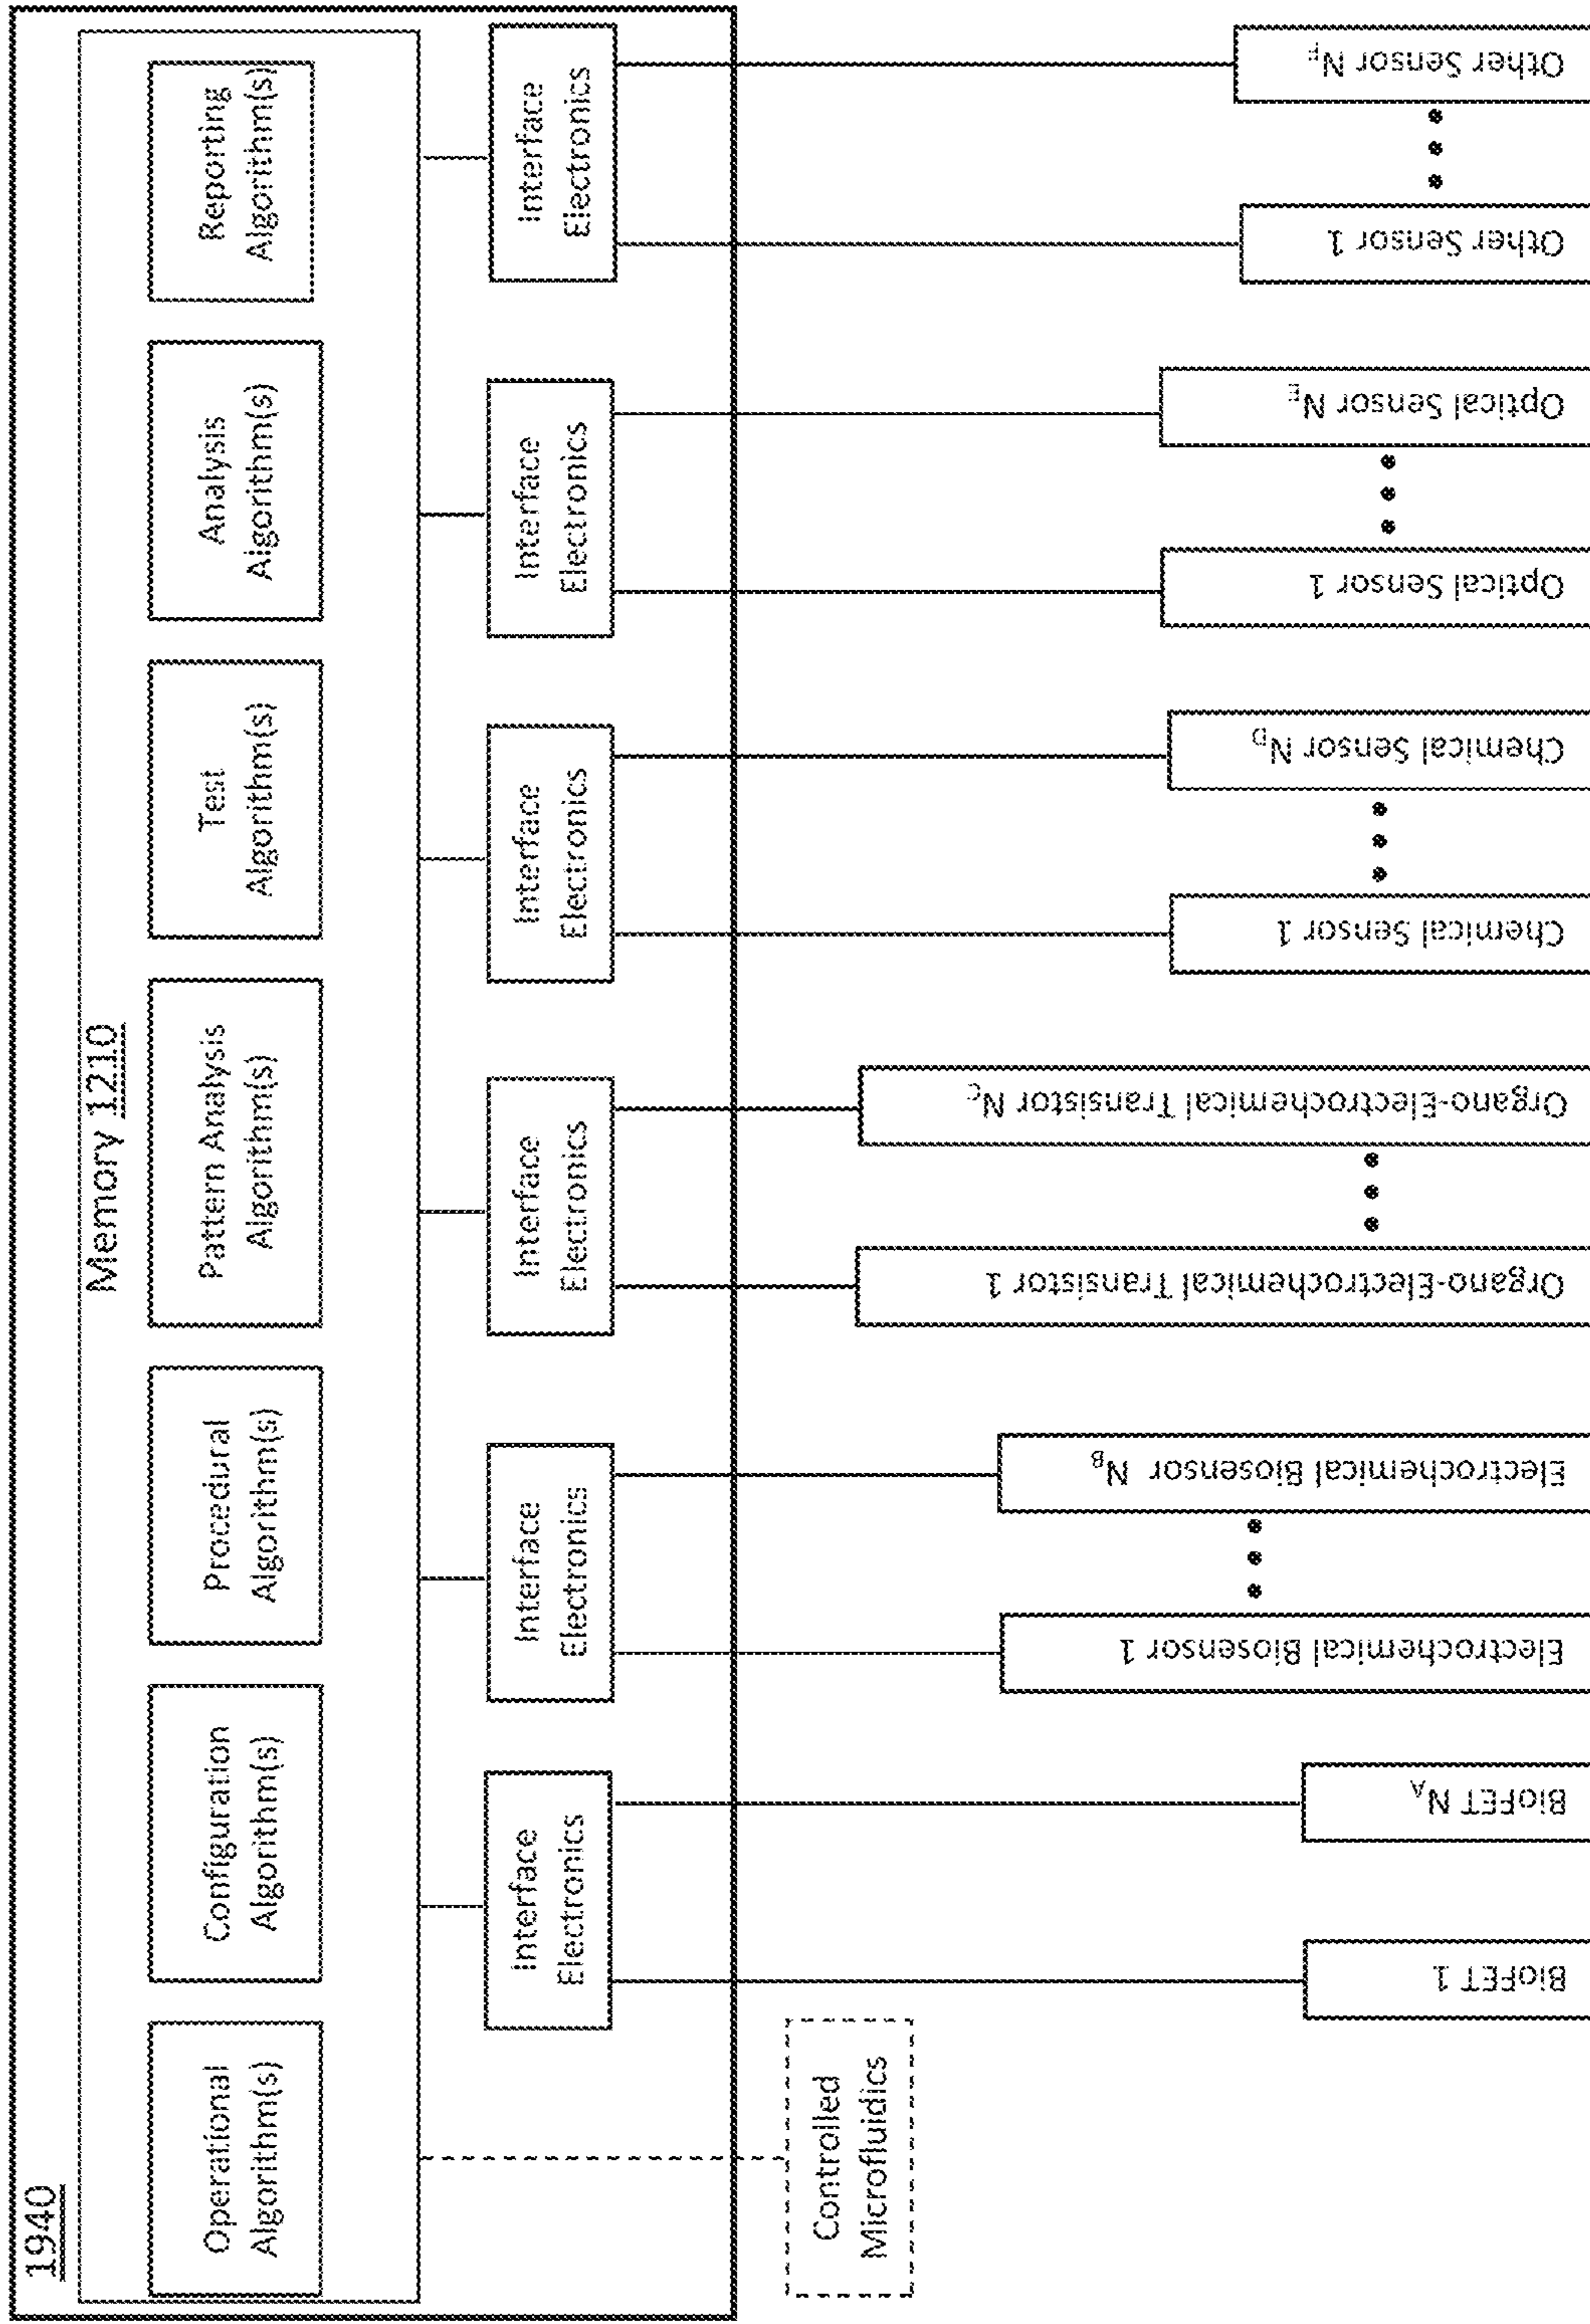 1940
Memory 1210
Operational
Algorithm(s)
Configuration
Algorithm(s)
Procedural
Algorithm(s)
Pattern Analysis
Algorithm(s)
Test
Algorithm(s)
Analysis
Algorithm(s)
Reporting
Algorithm(s)
Interface
Electronics
Interface
Electronics
Interface
Electronics
Interface
Electronics
Interface
Electronics
Interface
Electronics
Controlled
Microfluidics
BioFET 1
BioFET NA
Electrochemical Biosensor 1
Electrochemical Biosensor NB
Organo-Electrochemical Transistor 1
Organo-Electrochemical Transistor NC
Chemical Sensor 1
Chemical Sensor ND
Optical Sensor 1
Optical Sensor NE
Other Sensor 1
Other Sensor NF